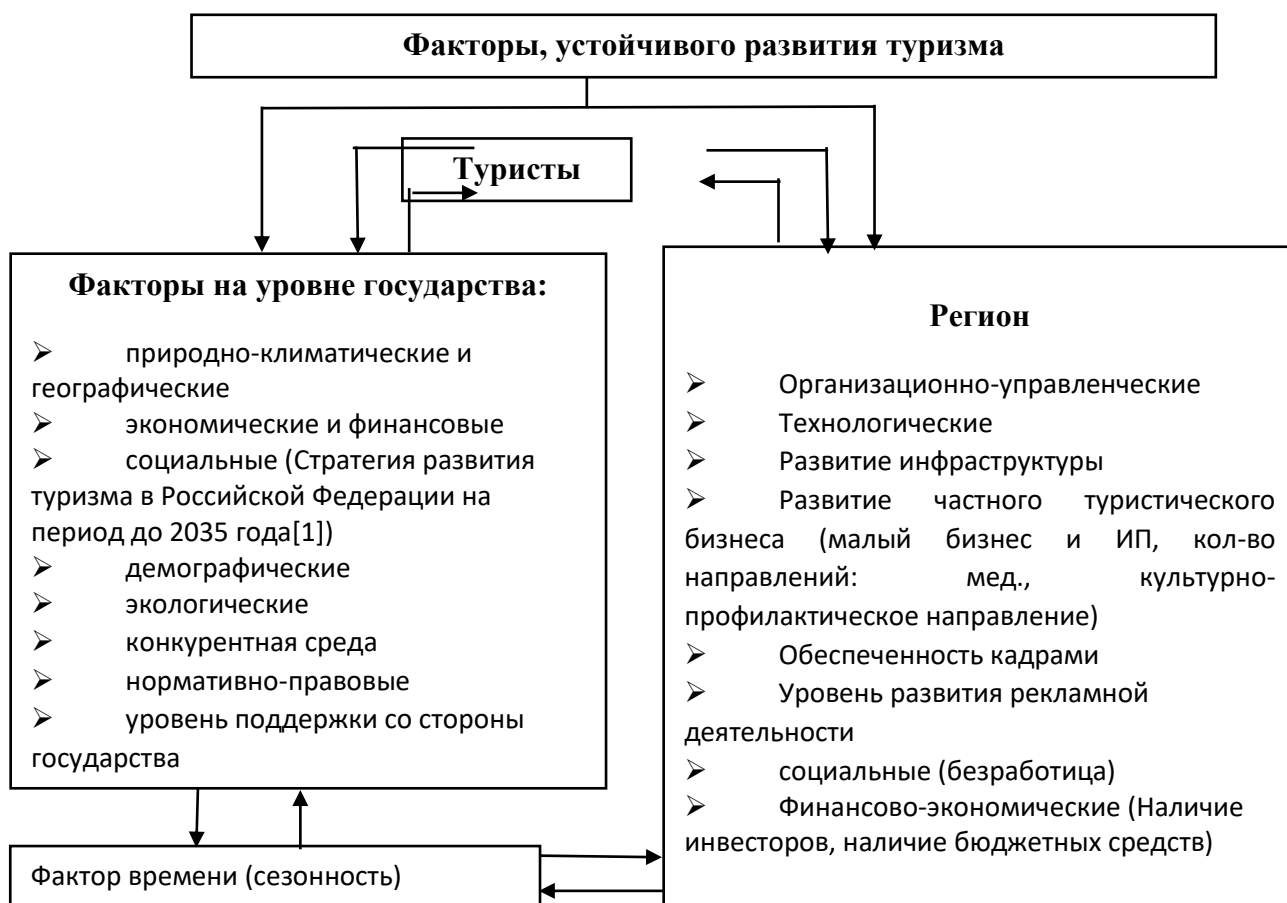 Факторы, устойчивого развития туризма
Туристы
Факторы на уровне государства:
➢ природно-климатические и
географические
➢ экономические и финансовые
➢ социальные (Стратегия развития
туризма в Российской Федерации на
период до 2035 года[1])
➢ демографические
➢ экологические
➢ конкурентная среда
➢ нормативно-правовые
➢ уровень поддержки со стороны
государства
Регион
➢ Организационно-управленческие
➢ Технологические
➢ Развитие инфраструктуры
➢ Развитие частного туристического
бизнеса (малый бизнес и ИП, кол-во
направлений: мед., культурно-
профилактическое направление)
➢ Обеспеченность кадрами
➢ Уровень развития рекламной
деятельности
➢ социальные (безработица)
➢ Финансово-экономические (Наличие
инвесторов, наличие бюджетных средств)
Фактор времени (сезонность)